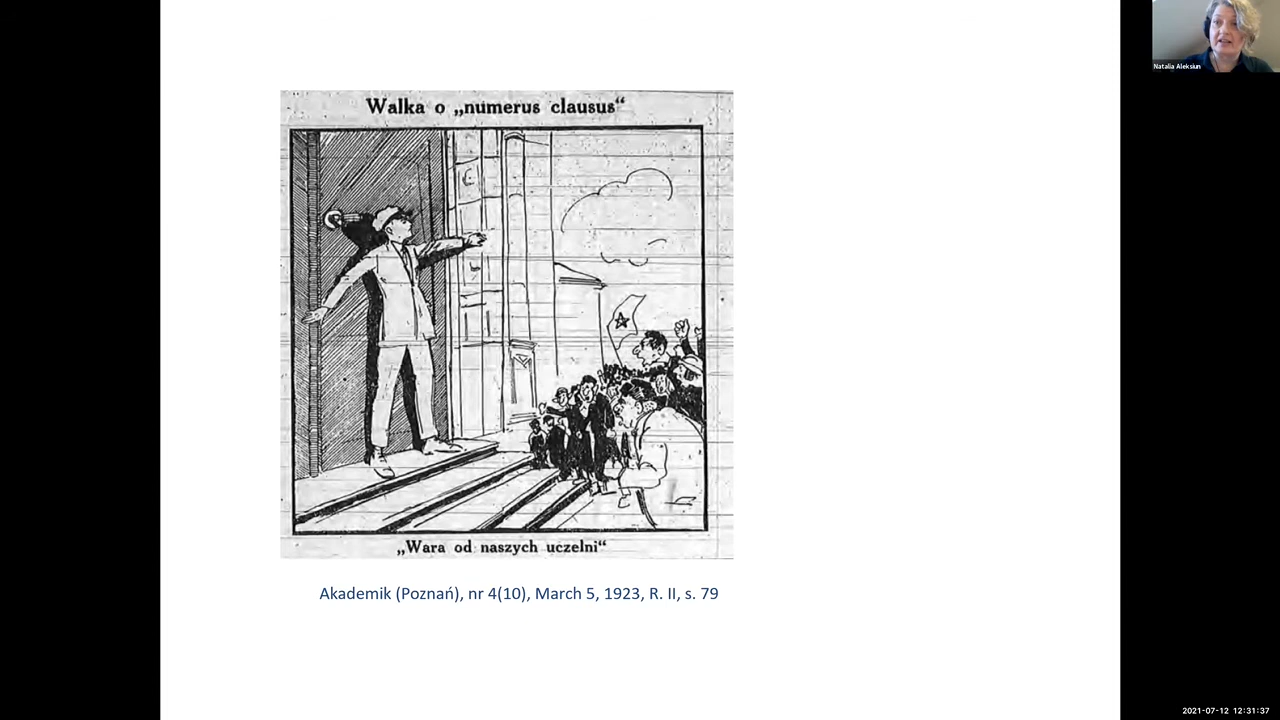 Natalia Aleksiun
Walka o „numerus clausus“
„Wara od naszych uczelni“
Akademik (Poznań), nr 4(10), March 5, 1923, R. II, s. 79
2021-07-12 12:31:37